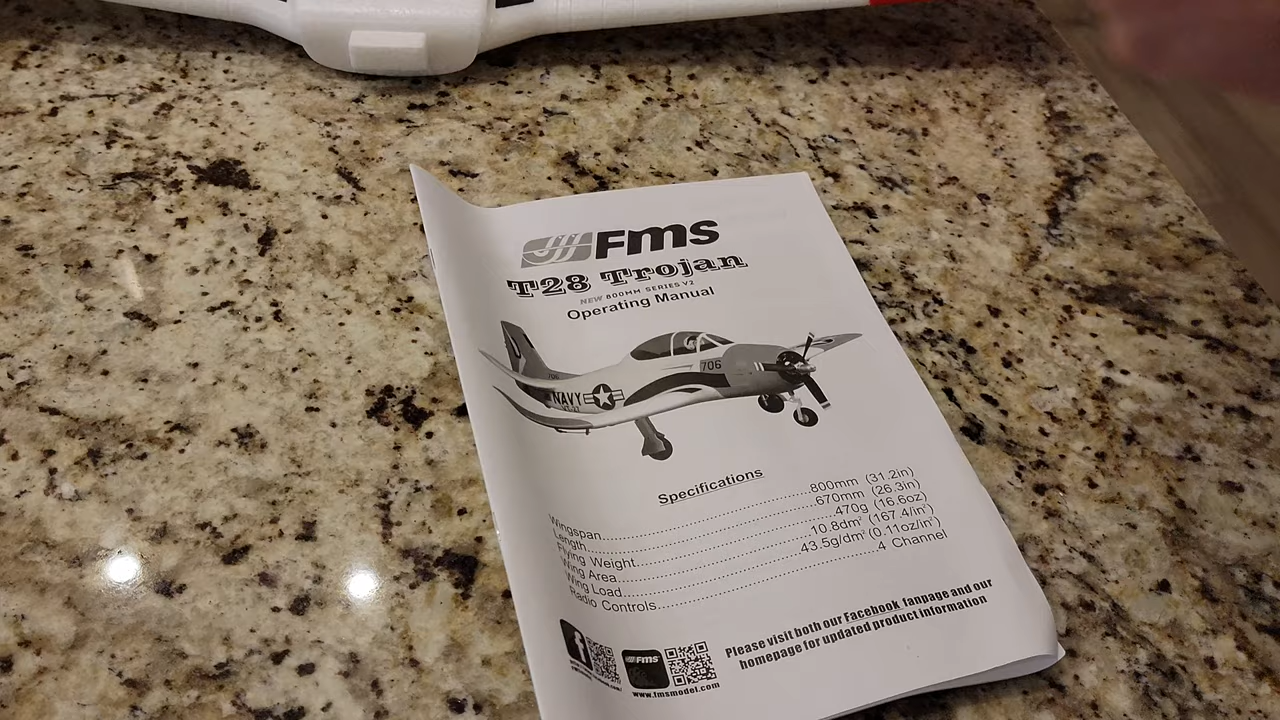 Fms
T28 Trojan
NEW 800MM SERIES V2
Operating Manual
706
706
NAVY
Specifications
Wingspan..........800mm (31.2in)
Length..........670mm (26.3in)
Flying Weight..........470g (16.6oz)
Wing Area..........10.8dm² (167.4/in²)
Wing Load..........43.5g/dm² (0.11oz/in²)
Radio Controls..........4 Channel
Please visit both our Facebook fanpage and our
homepage for updated product information
f
Fms
www.fmsmodel.com